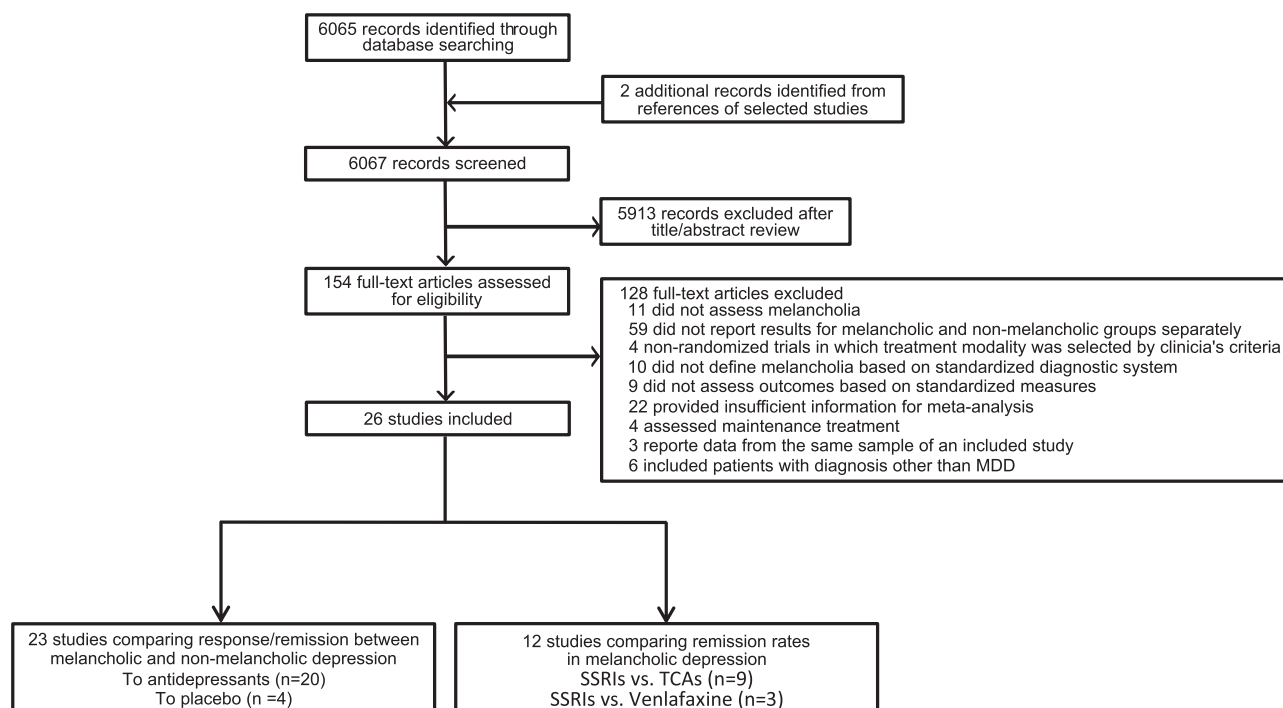 6065 records identified through
database searching
2 additional records identified from
references of selected studies
6067 records screened
5913 records excluded after
title/abstract review
154 full-text articles assessed
for eligibility
128 full-text articles excluded
11 did not assess melancholia
59 did not report results for melancholic and non-melancholic groups separately
4 non-randomized trials in which treatment modality was selected by clinicia's criteria
10 did not define melancholia based on standardized diagnostic system
9 did not assess outcomes based on standardized measures
22 provided insufficient information for meta-analysis
4 assessed maintenance treatment
3 reporte data from the same sample of an included study
6 included patients with diagnosis other than MDD
26 studies included
23 studies comparing response/remission between
melancholic and non-melancholic depression
To antidepressants (n=20)
To placebo (n =4)
12 studies comparing remission rates
in melancholic depression
SSRIs vs. TCAs (n=9)
SSRIs vs. Venlafaxine (n=3)